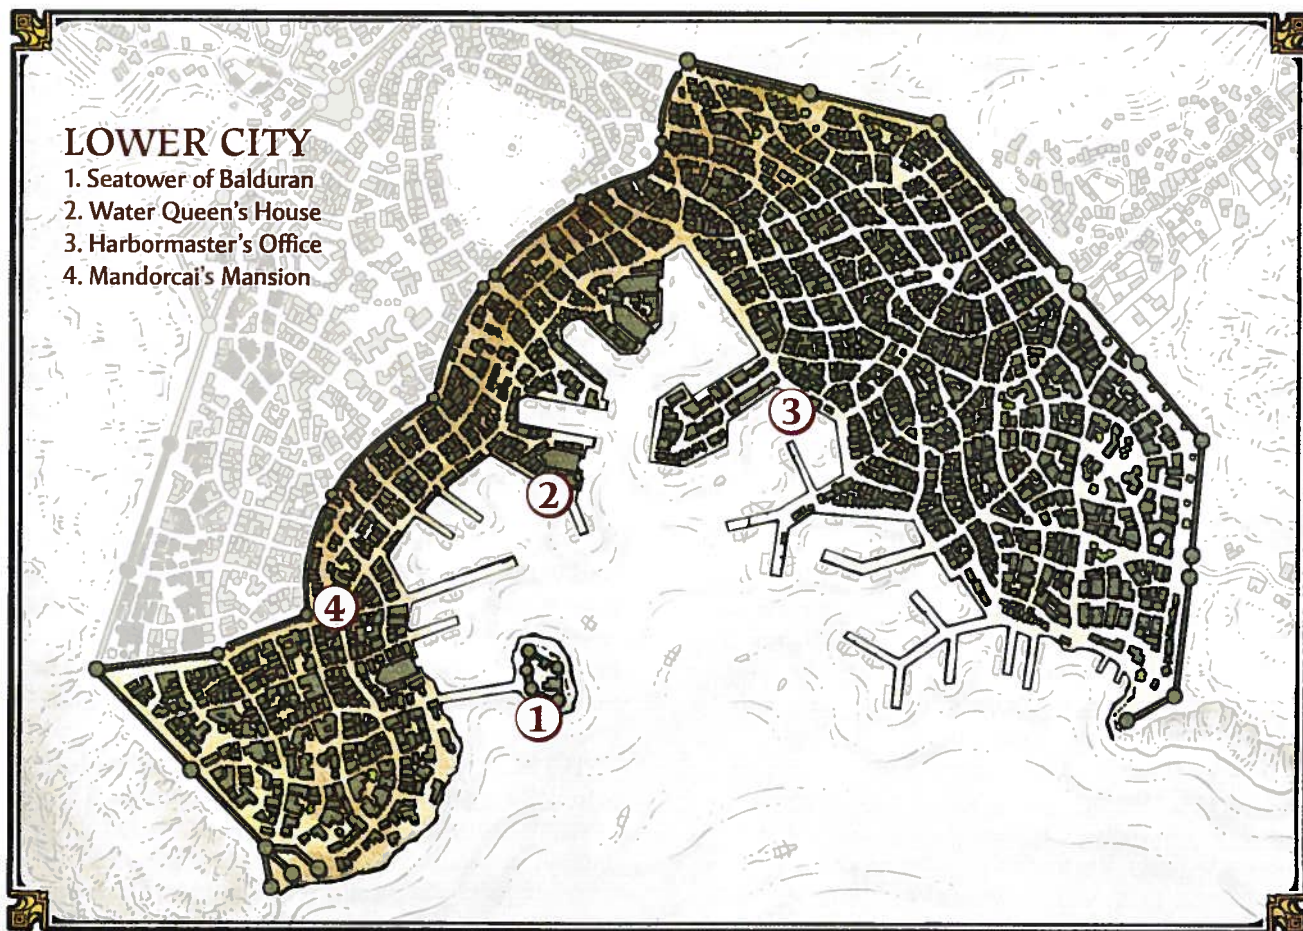 LOWER CITY
1. Seatower of Balduran
2. Water Queen's House
3. Harbormaster's Office
4. Mandorcai's Mansion
3
2
4
1